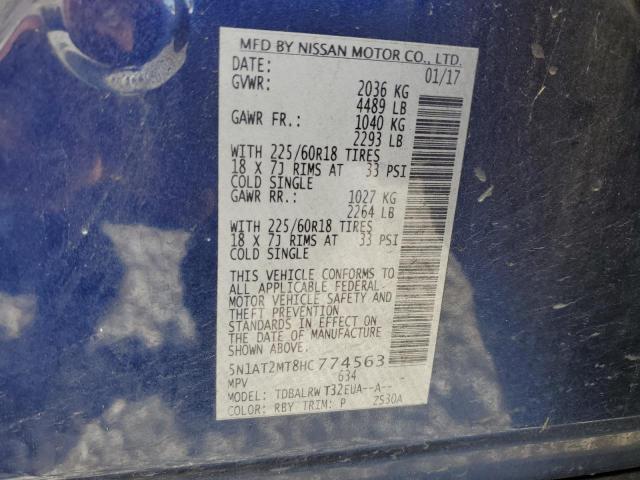 MFD BY NISSAN MOTOR CO., LTD.
DATE: 01/17
GVWR: 2036 KG
4489 LB
GAWR FR.: 1040 KG
2293 LB
WITH 225/60R18 TIRES
18 X 7J RIMS AT 33 PSI
COLD SINGLE
GAWR RR.: 1027 KG
2264 LB
WITH 225/60R18 TIRES
18 X 7J RIMS AT 33 PSI
COLD SINGLE
THIS VEHICLE CONFORMS TO
ALL APPLICABLE FEDERAL
MOTOR VEHICLE SAFETY AND
THEFT PREVENTION
STANDARDS IN EFFECT ON
THE DATE OF MANUFACTURE
SHOWN ABOVE.
5N1AT2MT8HC774563
MPV 634
MODEL: TDBALRW T32EUA--A--
COLOR: RBY TRIM: P ZS30A